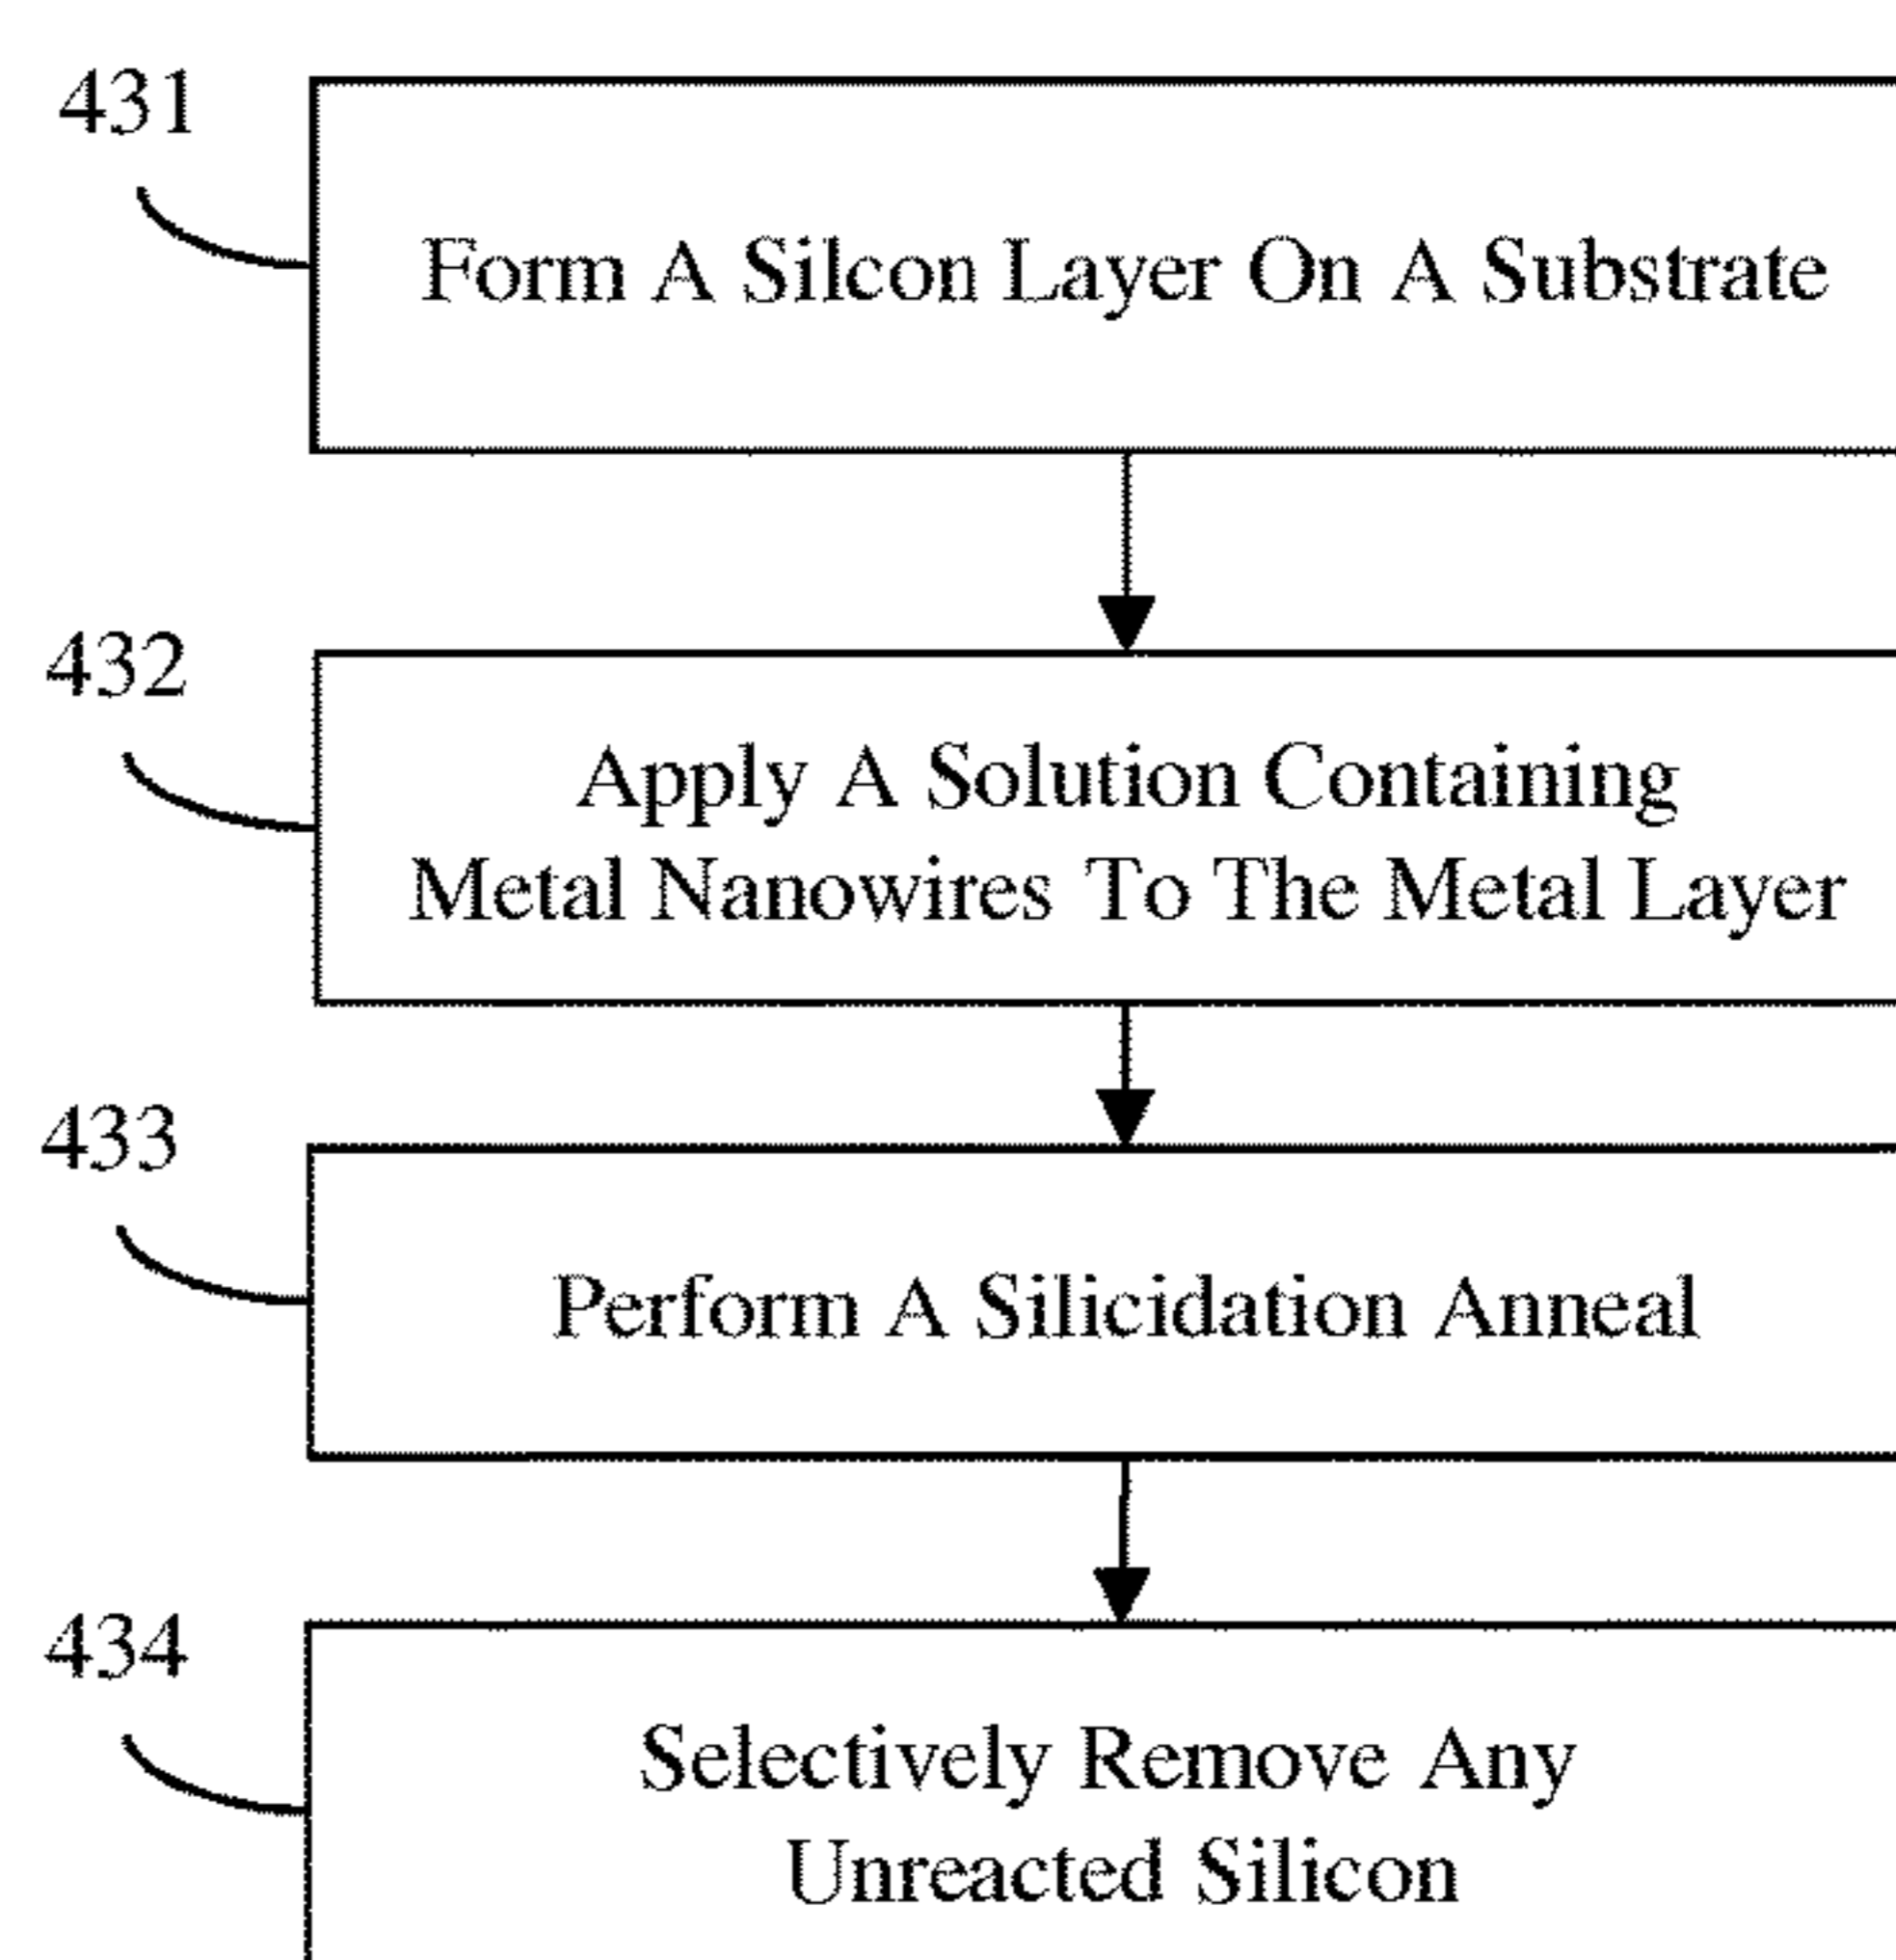 431
Form A Silcon Layer On A Substrate
432
Apply A Solution Containing
Metal Nanowires To The Metal Layer
433
Perform A Silicidation Anneal
434
Selectively Remove Any
Unreacted Silicon